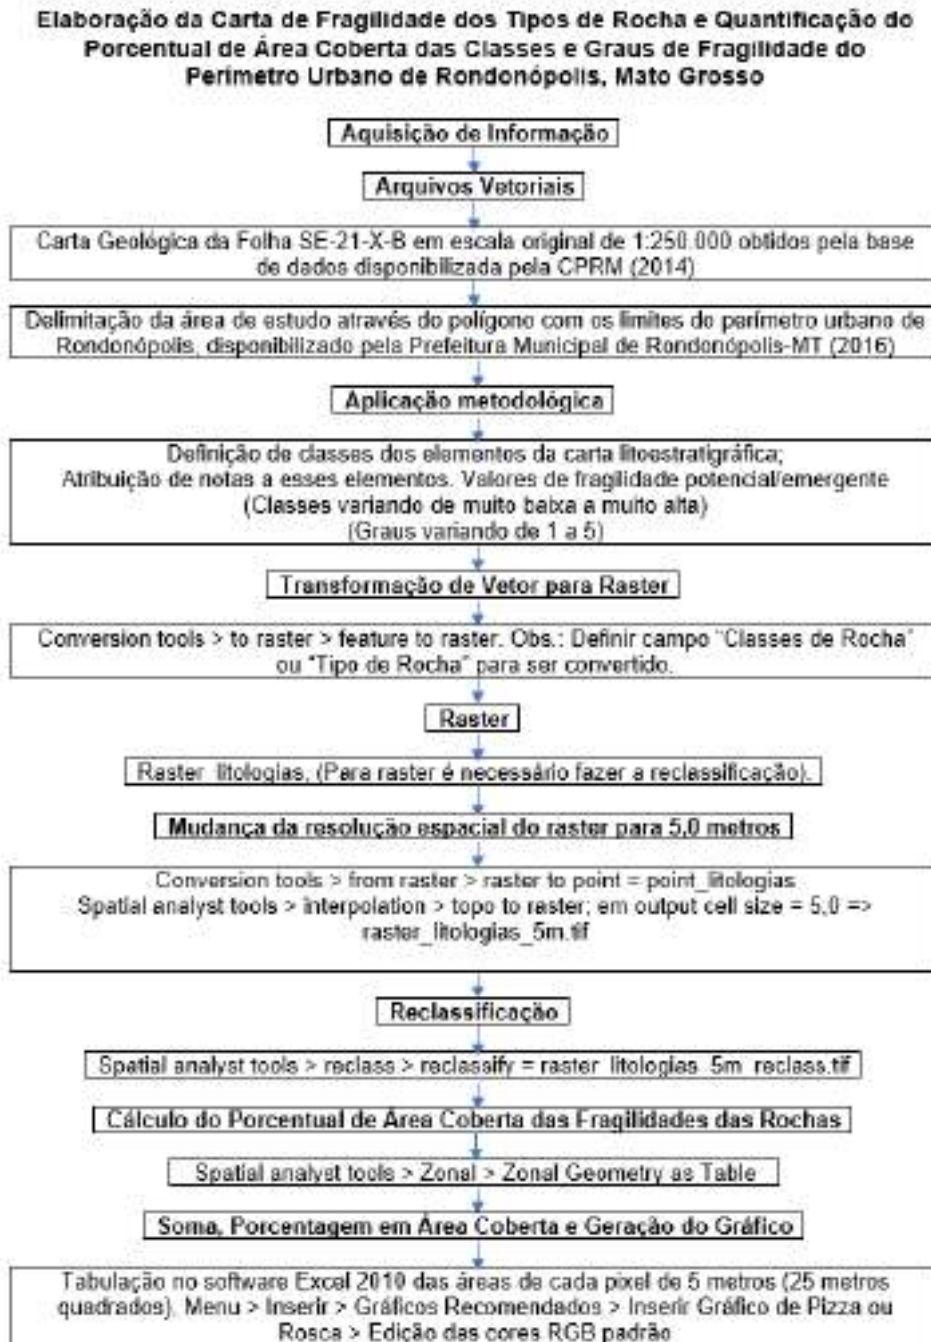 Elaboração da Carta de Fragilidade dos Tipos de Rocha e Quantificação do
Porcentual de Área Coberta das Classes e Graus de Fragilidade do
Perímetro Urbano de Rondonópolis, Mato Grosso
Aquisição de Informação
Arquivos Vetoriais
Carta Geológica da Folha SE-21-X-B em escala original de 1:250.000 obtidos pela base
de dados disponibilizada pela CPRM (2014)
Delimitação da área de estudo através do polígono com os limites do perímetro urbano de
Rondonópolis, disponibilizado pela Prefeitura Municipal de Rondonópolis-MT (2016)
Aplicação metodológica
Definição de classes dos elementos da carta litoestratigráfica;
Atribuição de notas a esses elementos. Valores de fragilidade potencial/emergente
(Classes variando de muito baixa a muito alta)
(Graus variando de 1 a 5)
Transformação de Vetor para Raster
Conversion tools > to raster > feature to raster. Obs.: Definir campo "Classes de Rocha"
ou "Tipo de Rocha" para ser convertido.
Raster
Raster_litologias, (Para raster é necessário fazer a reclassificação).
Mudança da resolução espacial do raster para 5,0 metros
Conversion tools > from raster > raster to point = point_litologias
Spatial analyst tools > interpolation > topo to raster; em output cell size = 5,0 =>
raster_litologias_5m.tif
Reclassificação
Spatial analyst tools > reclass > reclassify = raster_litologias_5m_reclass.tif
Cálculo do Porcentual de Área Coberta das Fragilidades das Rochas
Spatial analyst tools > Zonal > Zonal Geometry as Table
Soma, Porcentagem em Área Coberta e Geração do Gráfico
Tabulação no software Excel 2010 das áreas de cada pixel de 5 metros (25 metros
quadrados). Menu > Inserir > Gráficos Recomendados > Inserir Gráfico de Pizza ou
Rosca > Edição das cores RGB padrão